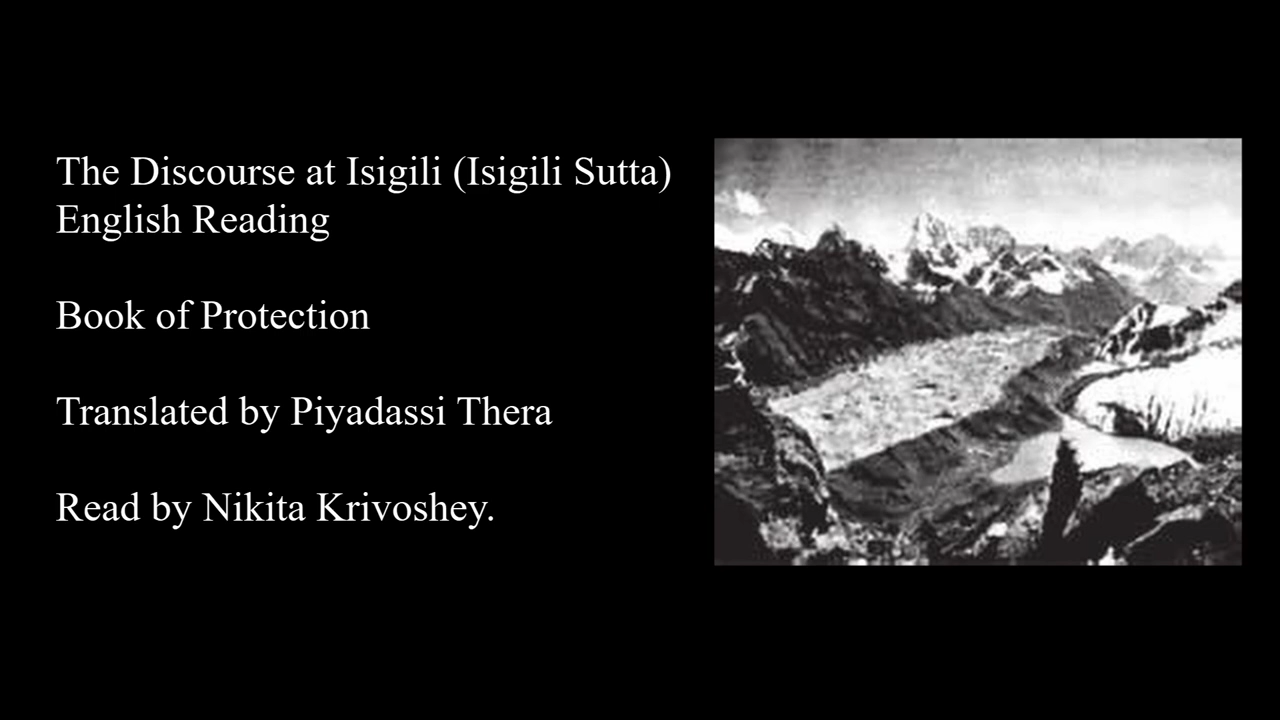 The Discourse at Isigili (Isigili Sutta)
English Reading
Book of Protection
Translated by Piyadassi Thera
Read by Nikita Krivoshey.